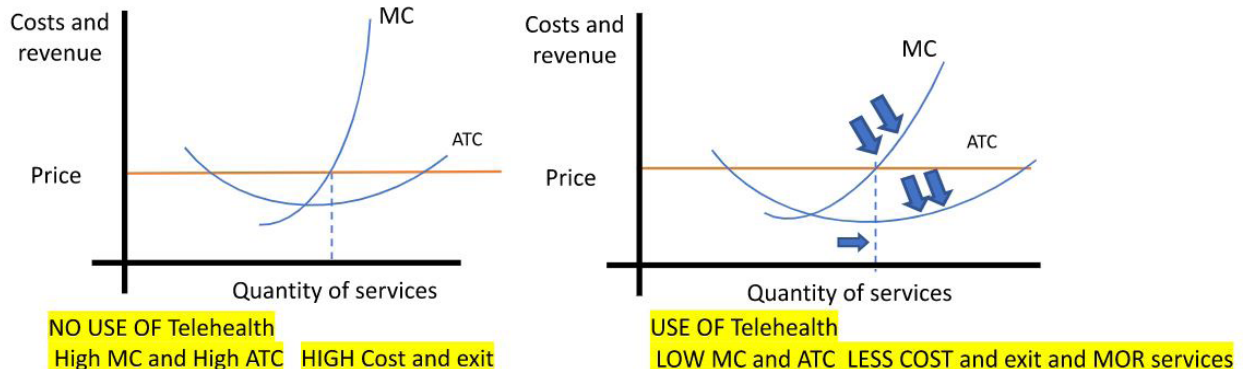 Costs and
revenue
MC
ATC
Price
Quantity of services
NO USE OF Telehealth
High MC and High ATC HIGH Cost and exit
Costs and
revenue
MC
ATC
Price
Quantity of services
USE OF Telehealth
LOW MC and ATC LESS COST and exit and MOR services